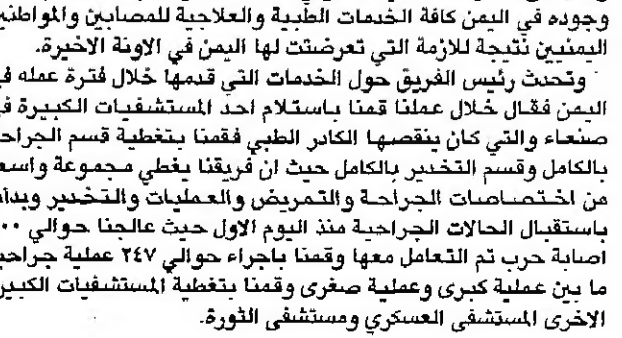 وجوده في اليمن كافة الخدمات الطبية والعلاجية للمصابين والمواطنين
اليمنيين نتيجة للازمة التي تعرضت لها اليمن في الاونة الاخيرة.
وتحدث رئيس الفريق حول الخدمات التي قدمها خلال فترة عمله في
اليمن فقال خلال عملنا قمنا باستلام احد المستشفيات الكبيرة في
صنعاء والتي كان ينقصها الكادر الطبي فقمنا بتغطية قسم الجراحة
بالكامل وقسم التخدير بالكامل حيث ان فريقنا يغطي مجموعة واسعة
من اختصاصات الجراحة والتمريض والعمليات والتخدير وبدأنا
باستقبال الحالات الجراحية منذ اليوم الاول حيث عالجنا حوالي
اصابة حرب تم التعامل معها وقمنا باجراء حوالي ٢٤٧ عملية جراحية
ما بين عملية كبرى وعملية صغرى وقمنا بتغطية المستشفيات الكبيرة
الاخرى المستشفى العسكري ومستشفى الثورة.